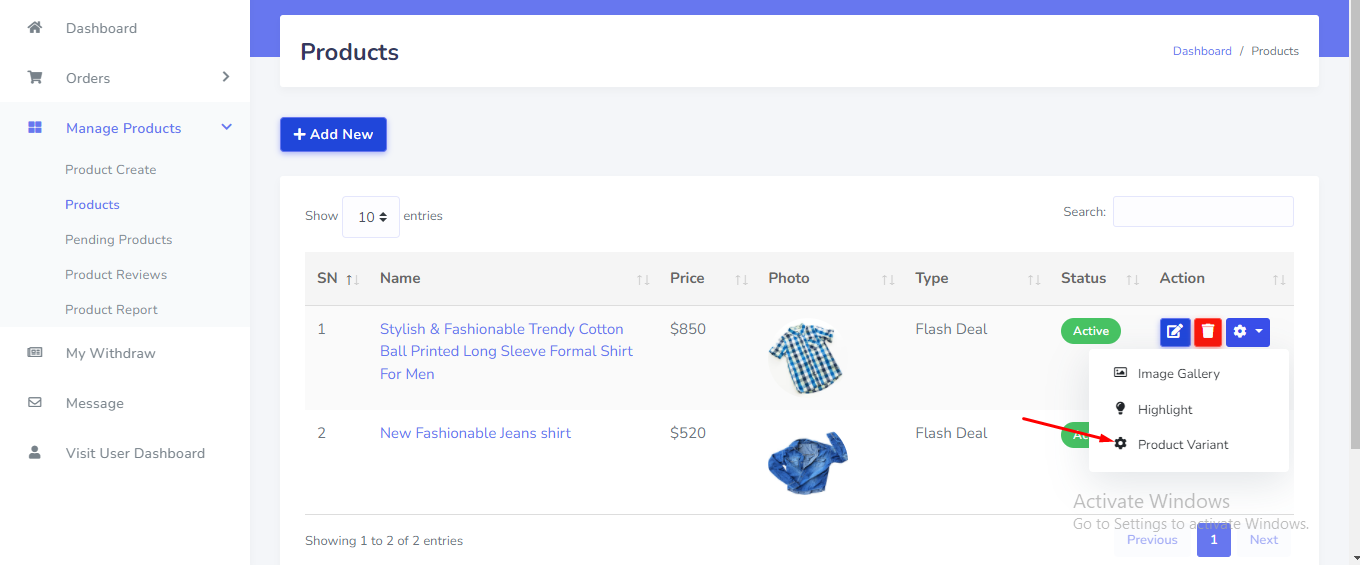 Dashboard
Orders
Manage Products
Product Create
Products
Pending Products
Product Reviews
Product Report
My Withdraw
Message
Visit User Dashboard
Products
Dashboard / Products
Add New
Show 10 entries
Search:
SN Name Price Photo Type Status Action
1 Stylish & Fashionable Trendy Cotton $850 Flash Deal Active
Ball Printed Long Sleeve Formal Shirt
For Men
Image Gallery
Highlight
Product Variant
2 New Fashionable Jeans shirt $520 Flash Deal
Activate Windows
Go to Settings to activate Windows.
Showing 1 to 2 of 2 entries
Previous 1 Next